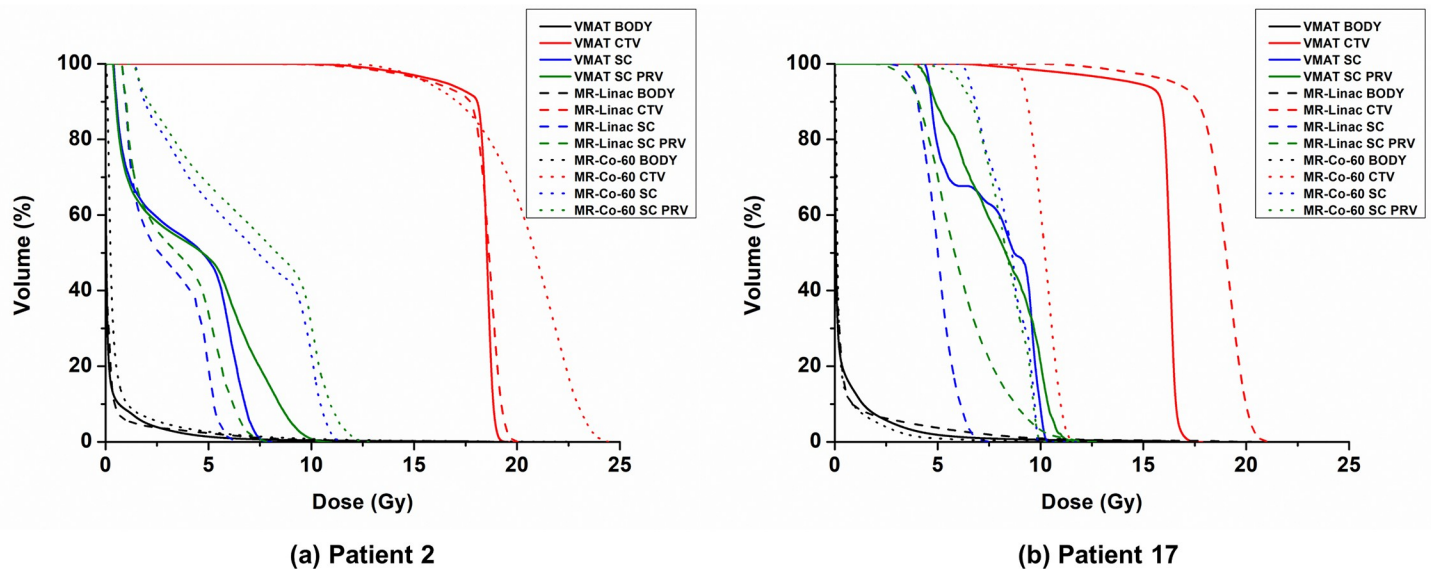 VMAT BODY
VMAT CTV
VMAT SC
VMAT SC PRV
MR-Linac BODY
MR-Linac CTV
MR-Linac SC
MR-Linac SC PRV
MR-Co-60 BODY
MR-Co-60 CTV
MR-Co-60 SC
MR-Co-60 SC PRV
100
80
60
40
20
0
Volume (%)
0 5 10 15 20 25
Dose (Gy)
(a) Patient 2
VMAT BODY
VMAT CTV
VMAT SC
VMAT SC PRV
MR-Linac BODY
MR-Linac CTV
MR-Linac SC
MR-Linac SC PRV
MR-Co-60 BODY
MR-Co-60 CTV
MR-Co-60 SC
MR-Co-60 SC PRV
100
80
60
40
20
0
Volume (%)
0 5 10 15 20 25
Dose (Gy)
(b) Patient 17